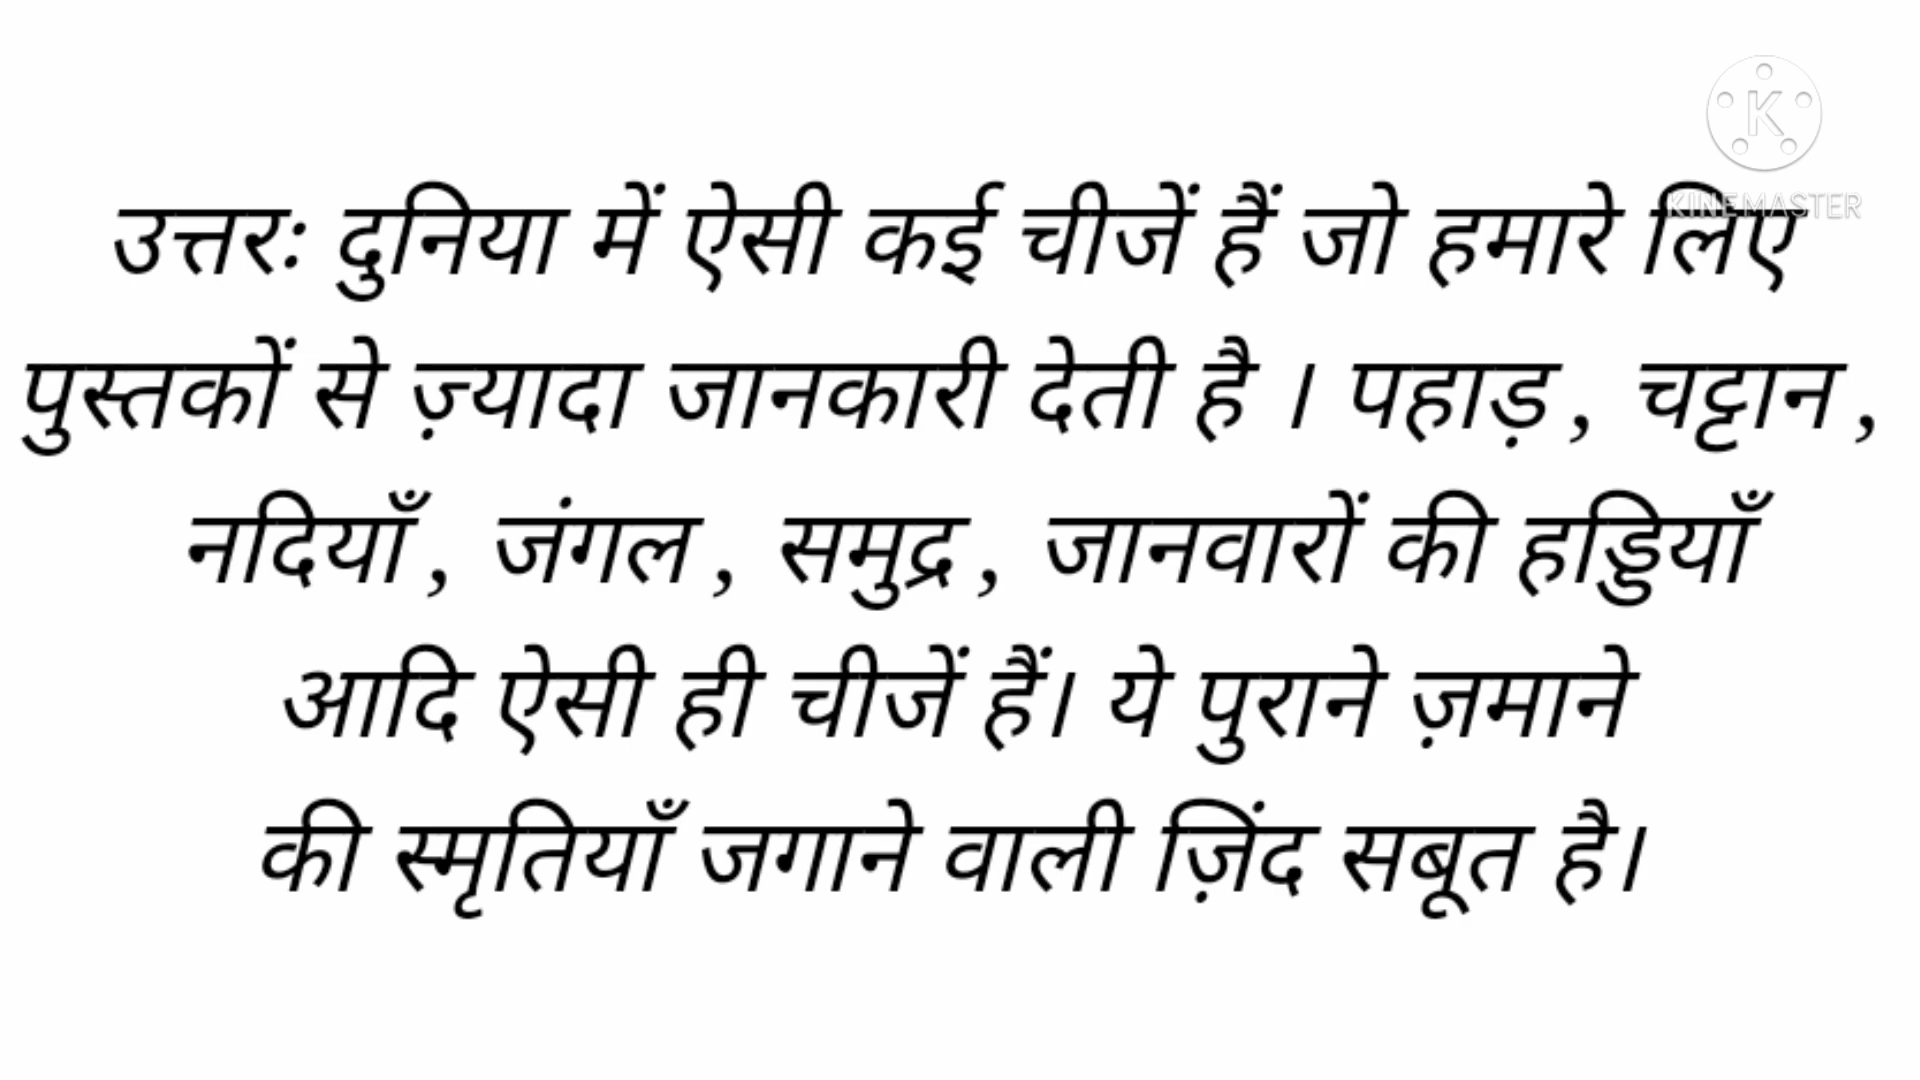 KINEMASTER
उत्तरः दुनिया में ऐसी कई चीजें हैं जो हमारे लिए
पुस्तकों से ज़्यादा जानकारी देती है । पहाड़ , चट्टान ,
नदियाँ , जंगल , समुद्र , जानवारों की हड्डियाँ
आदि ऐसी ही चीजें हैं। ये पुराने ज़माने
की स्मृतियाँ जगाने वाली ज़िंद सबूत है।